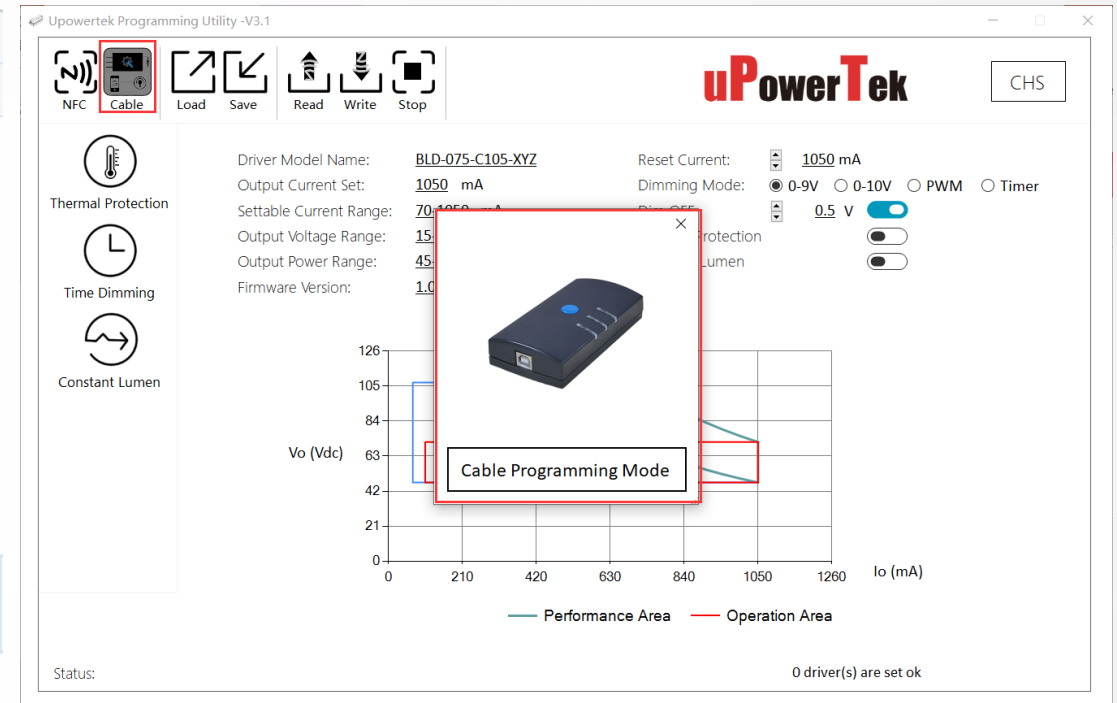 Upowertek Programming Utility -V3.1
NFC Cable Load Save Read Write Stop
uPowerTek
CHS
Thermal Protection
Time Dimming
Constant Lumen
Driver Model Name: BLD-075-C105-XYZ
Output Current Set: 1050 mA
Settable Current Range:
Output Voltage Range:
Output Power Range:
Firmware Version:
Reset Current: 1050 mA
Dimming Mode: 0-9V 0-10V PWM Timer
0.5 V
Cable Programming Mode
Vo (Vdc)
126
105
84
63
42
21
0
0 210 420 630 840 1050 1260
Io (mA)
Performance Area Operation Area
Status: 0 driver(s) are set ok